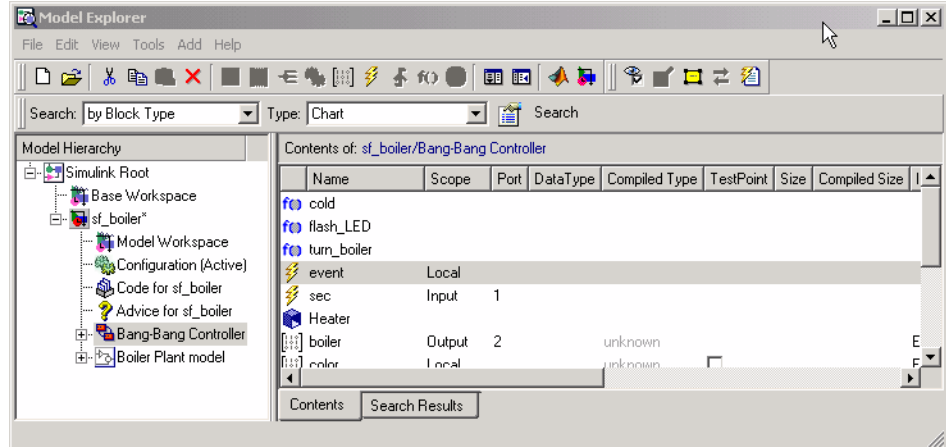 Model Explorer
File Edit View Tools Add Help
Search: by Block Type Type: Chart Search
Model Hierarchy
Simulink Root
Base Workspace
sf_boiler*
Model Workspace
Configuration (Active)
Code for sf_boiler
Advice for sf_boiler
Bang-Bang Controller
Boiler Plant model
Contents of: sf_boiler/Bang-Bang Controller
Name Scope Port DataType Compiled Type TestPoint Size Compiled Size
f() cold
f() flash_LED
f() turn_boiler
event Local
sec Input 1
Heater
boiler Output 2 unknown
color Local unknown
Contents Search Results